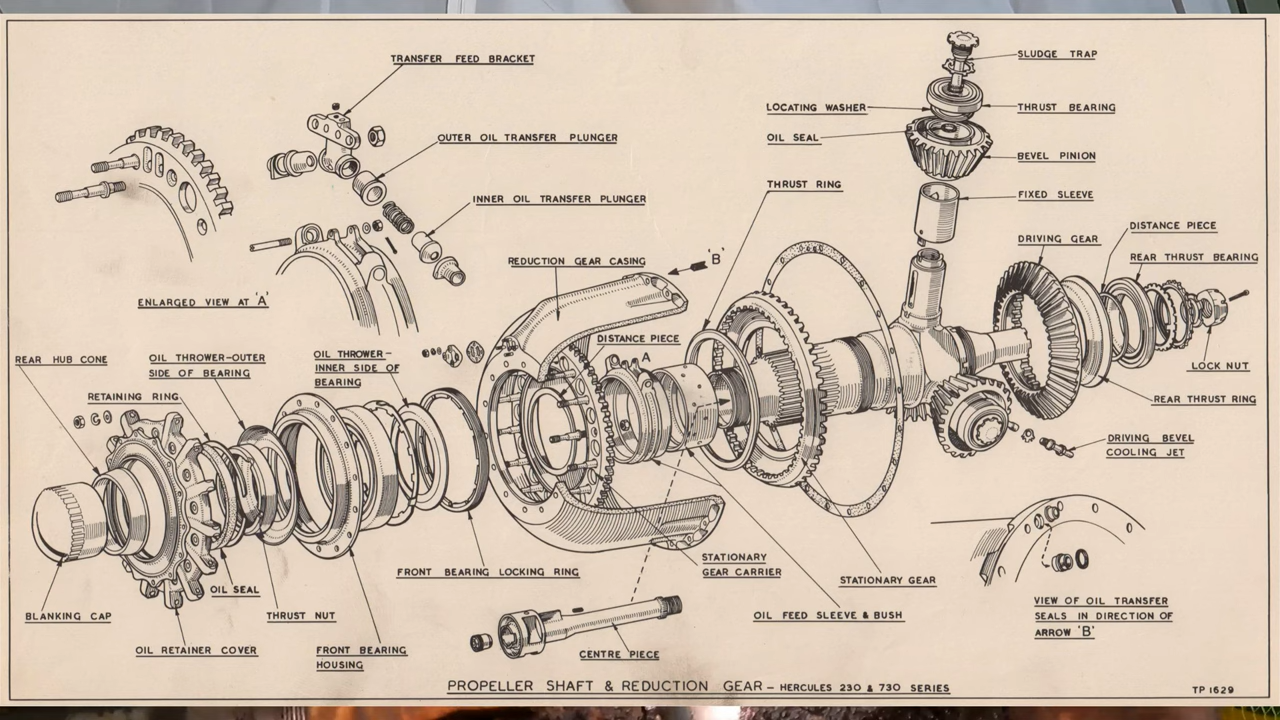 TRANSFER FEED BRACKET
OUTER OIL TRANSFER PLUNGER
INNER OIL TRANSFER PLUNGER
REDUCTION GEAR CASING
'B'
ENLARGED VIEW AT 'A'
SLUDGE TRAP
LOCATING WASHER
THRUST BEARING
OIL SEAL
BEVEL PINION
THRUST RING
FIXED SLEEVE
DRIVING GEAR
DISTANCE PIECE
REAR THRUST BEARING
LOCK NUT
REAR THRUST RING
DRIVING BEVEL
COOLING JET
REAR HUB CONE
OIL THROWER-OUTER
SIDE OF BEARING
RETAINING RING
OIL THROWER-
INNER SIDE OF
BEARING
DISTANCE PIECE
A
FRONT BEARING LOCKING RING
STATIONARY
GEAR CARRIER
STATIONARY GEAR
OIL FEED SLEEVE & BUSH
BLANKING CAP
OIL SEAL
THRUST NUT
OIL RETAINER COVER
FRONT BEARING
HOUSING
CENTRE PIECE
VIEW OF OIL TRANSFER
SEALS IN DIRECTION OF
ARROW 'B'
PROPELLER SHAFT & REDUCTION GEAR – HERCULES 230 & 730 SERIES
TP 1629